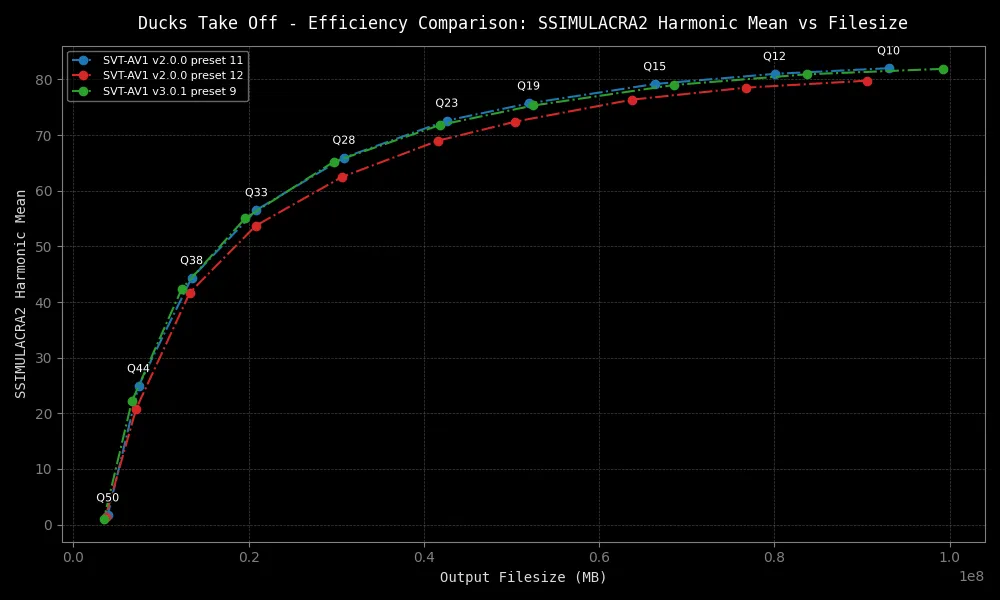 Ducks Take Off - Efficiency Comparison: SSIMULACRA2 Harmonic Mean vs Filesize
SVT-AV1 v2.0.0 preset 11
SVT-AV1 v2.0.0 preset 12
SVT-AV1 v3.0.1 preset 9
Q10
Q12
Q15
Q19
Q23
Q28
Q33
Q38
Q44
Q50
SSIMULACRA2 Harmonic Mean
80
70
60
50
40
30
20
10
0
0.0 0.2 0.4 0.6 0.8 1.0
1e8
Output Filesize (MB)